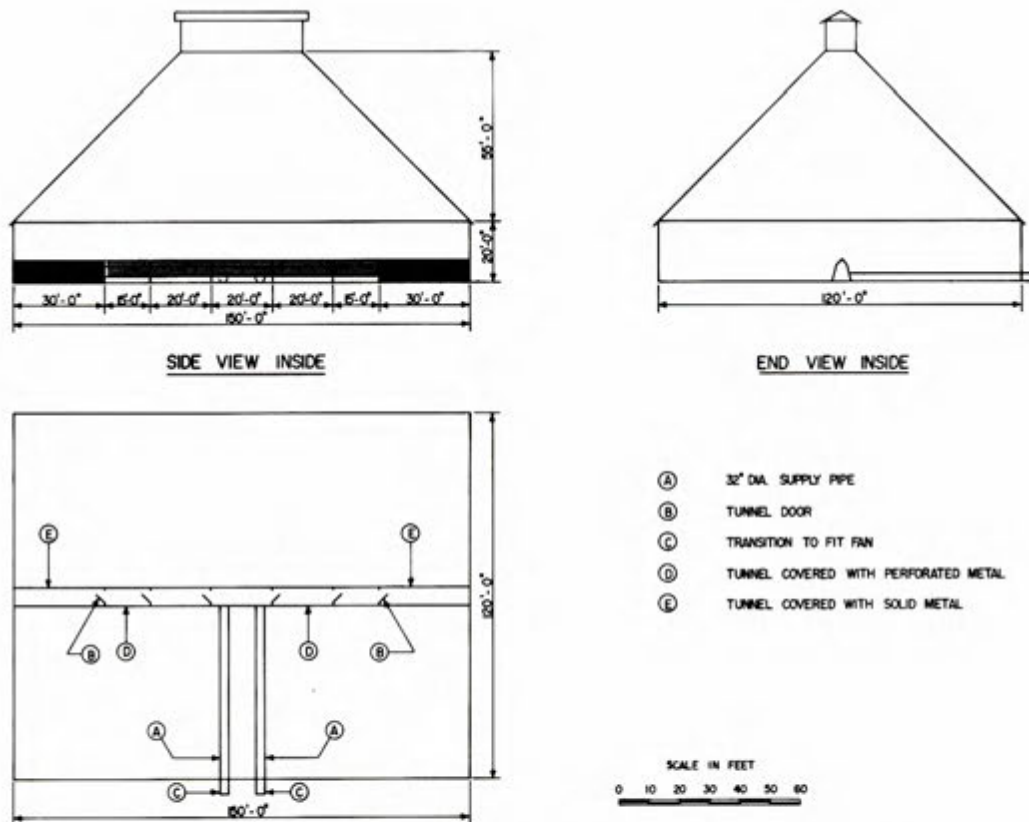 55'-0"
20'-0"
30'-0" 15'-0" 20'-0" 20'-0" 20'-0" 15'-0" 30'-0"
150'-0"
120'-0"
SIDE VIEW INSIDE
END VIEW INSIDE
A 32" DIA. SUPPLY PIPE
B TUNNEL DOOR
C TRANSITION TO FIT FAN
D TUNNEL COVERED WITH PERFORATED METAL
E TUNNEL COVERED WITH SOLID METAL
E E
120'-0"
B D D B
A A
C C
150'-0"
SCALE IN FEET
0 10 20 30 40 50 60